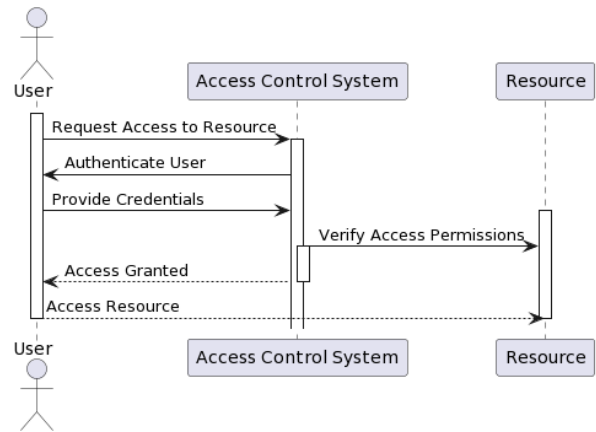 User
Access Control System
Resource
Request Access to Resource
Authenticate User
Provide Credentials
Verify Access Permissions
Access Granted
Access Resource
User
Access Control System
Resource